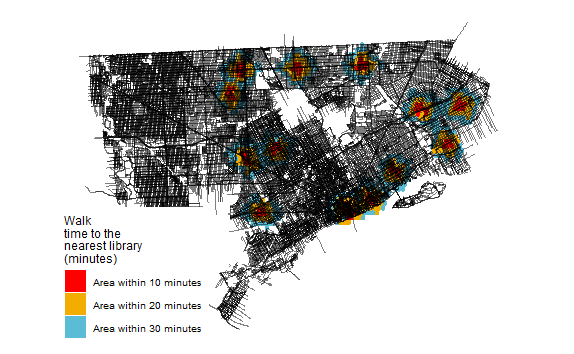 Walk
time to the
nearest library
(minutes)
Area within 10 minutes
Area within 20 minutes
Area within 30 minutes